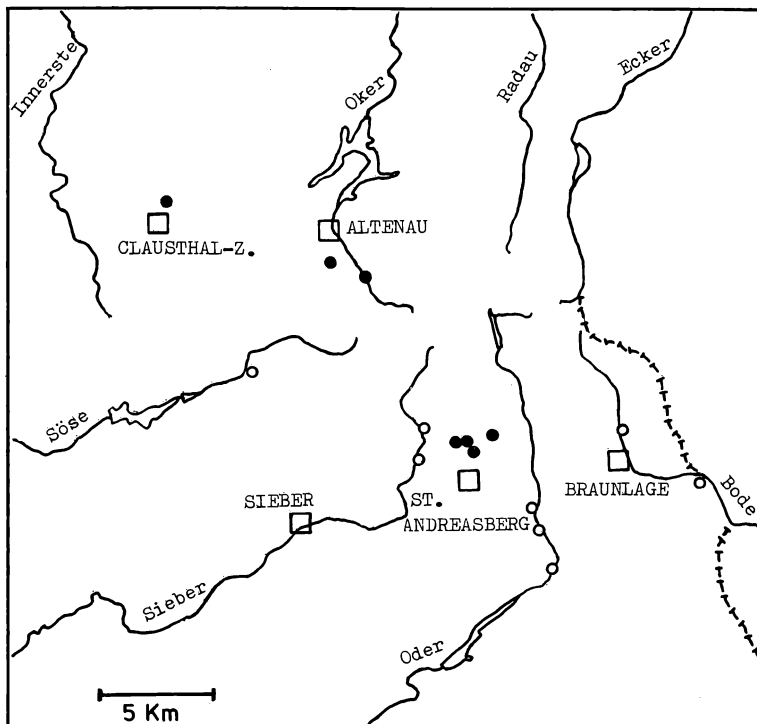 Innerste
Oker
Radau
Ecker
CLAUSTHAL-Z.
ALTENAU
Söse
SIEBER
ST.
ANDREASBERG
BRAUNLAGE
Bode
Sieber
Oder
5 Km